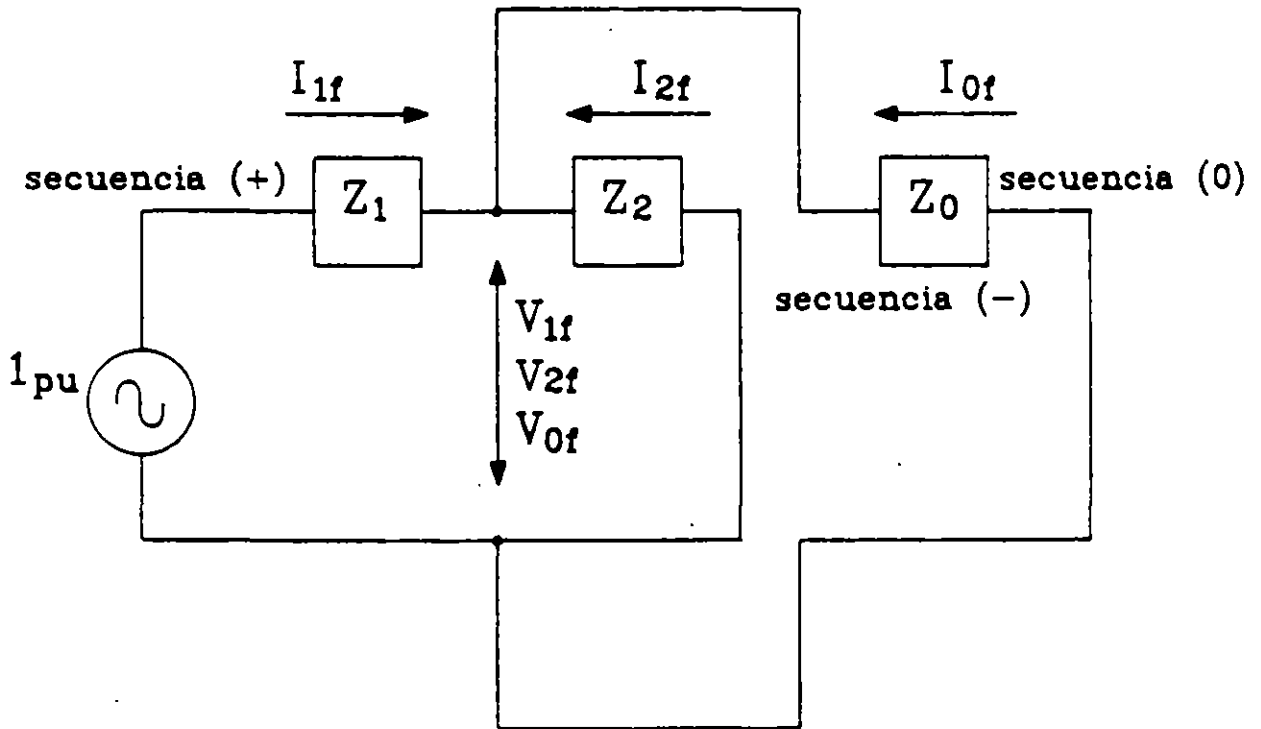 I1f
I2f
I0f
secuencia (+)
Z1
Z2
Z0
secuencia (0)
secuencia (-)
V1f
V2f
V0f
1pu